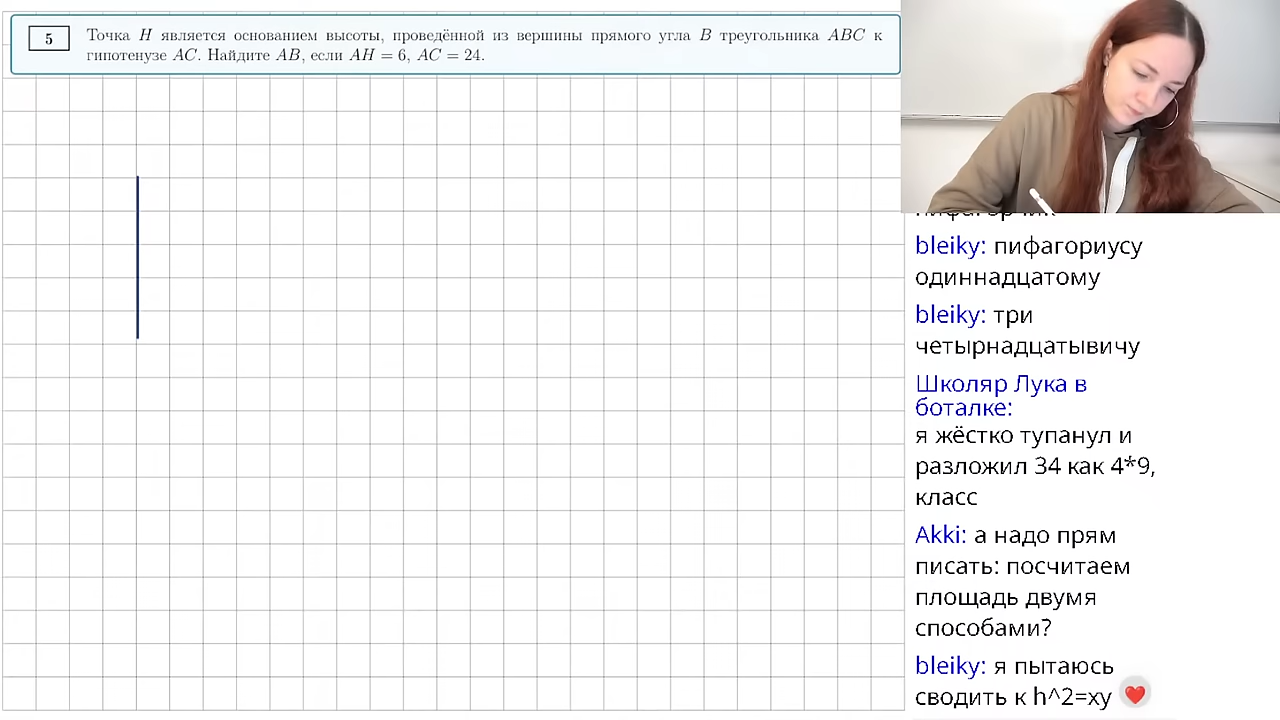 5
Точка H является основанием высоты, проведённой из вершины прямого угла B треугольника ABC к
гипотенузе AC. Найдите AB, если AH = 6, AC = 24.
bleiky: пифагориусу
одиннадцатому
bleiky: три
четырнадцатывичу
Школяр Лука в
боталке:
я жёстко тупанул и
разложил 34 как 4*9,
класс
Akki: а надо прям
писать: посчитаем
площадь двумя
способами?
bleiky: я пытаюсь
сводить к h^2=xy ❤️